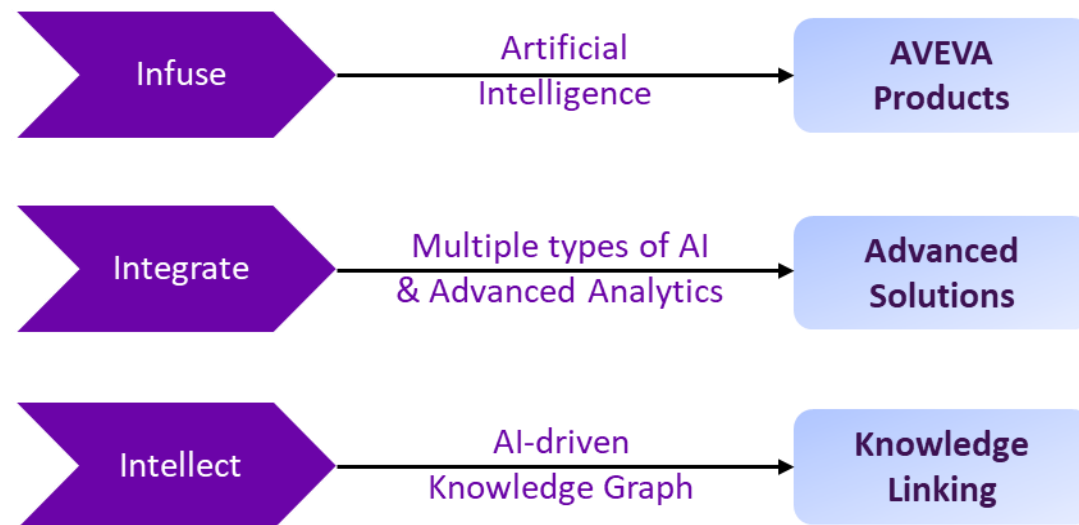 Infuse
Artificial
Intelligence
AVEVA
Products
Integrate
Multiple types of AI
& Advanced Analytics
Advanced
Solutions
Intellect
AI-driven
Knowledge Graph
Knowledge
Linking